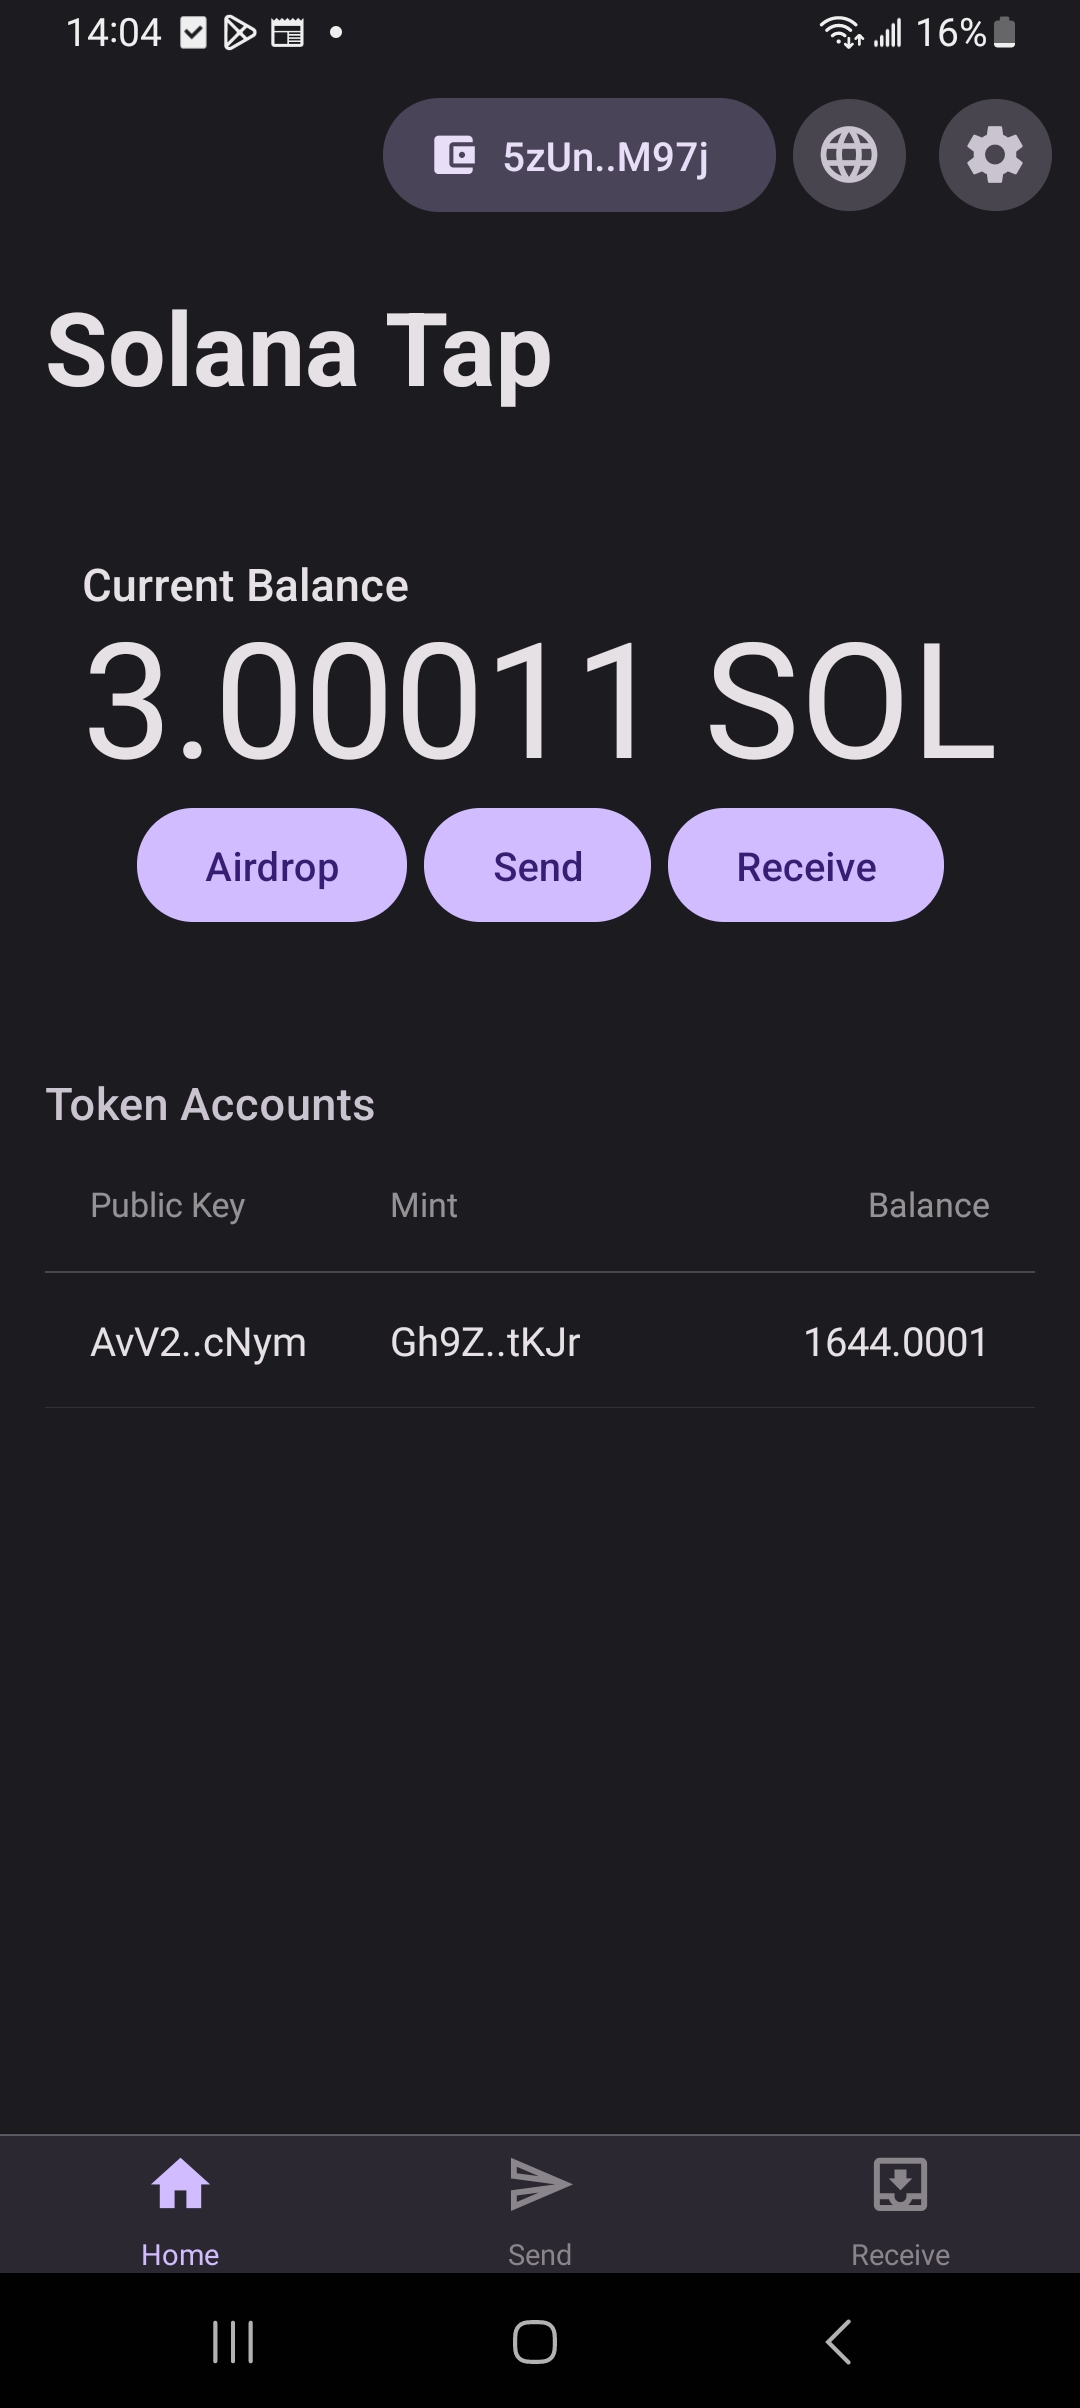 14:04 16%
5zUn..M97j
Solana Tap
Current Balance
3.00011 SOL
Airdrop Send Receive
Token Accounts
Public Key Mint Balance
AvV2..cNym Gh9Z..tKJr 1644.0001
Home Send Receive